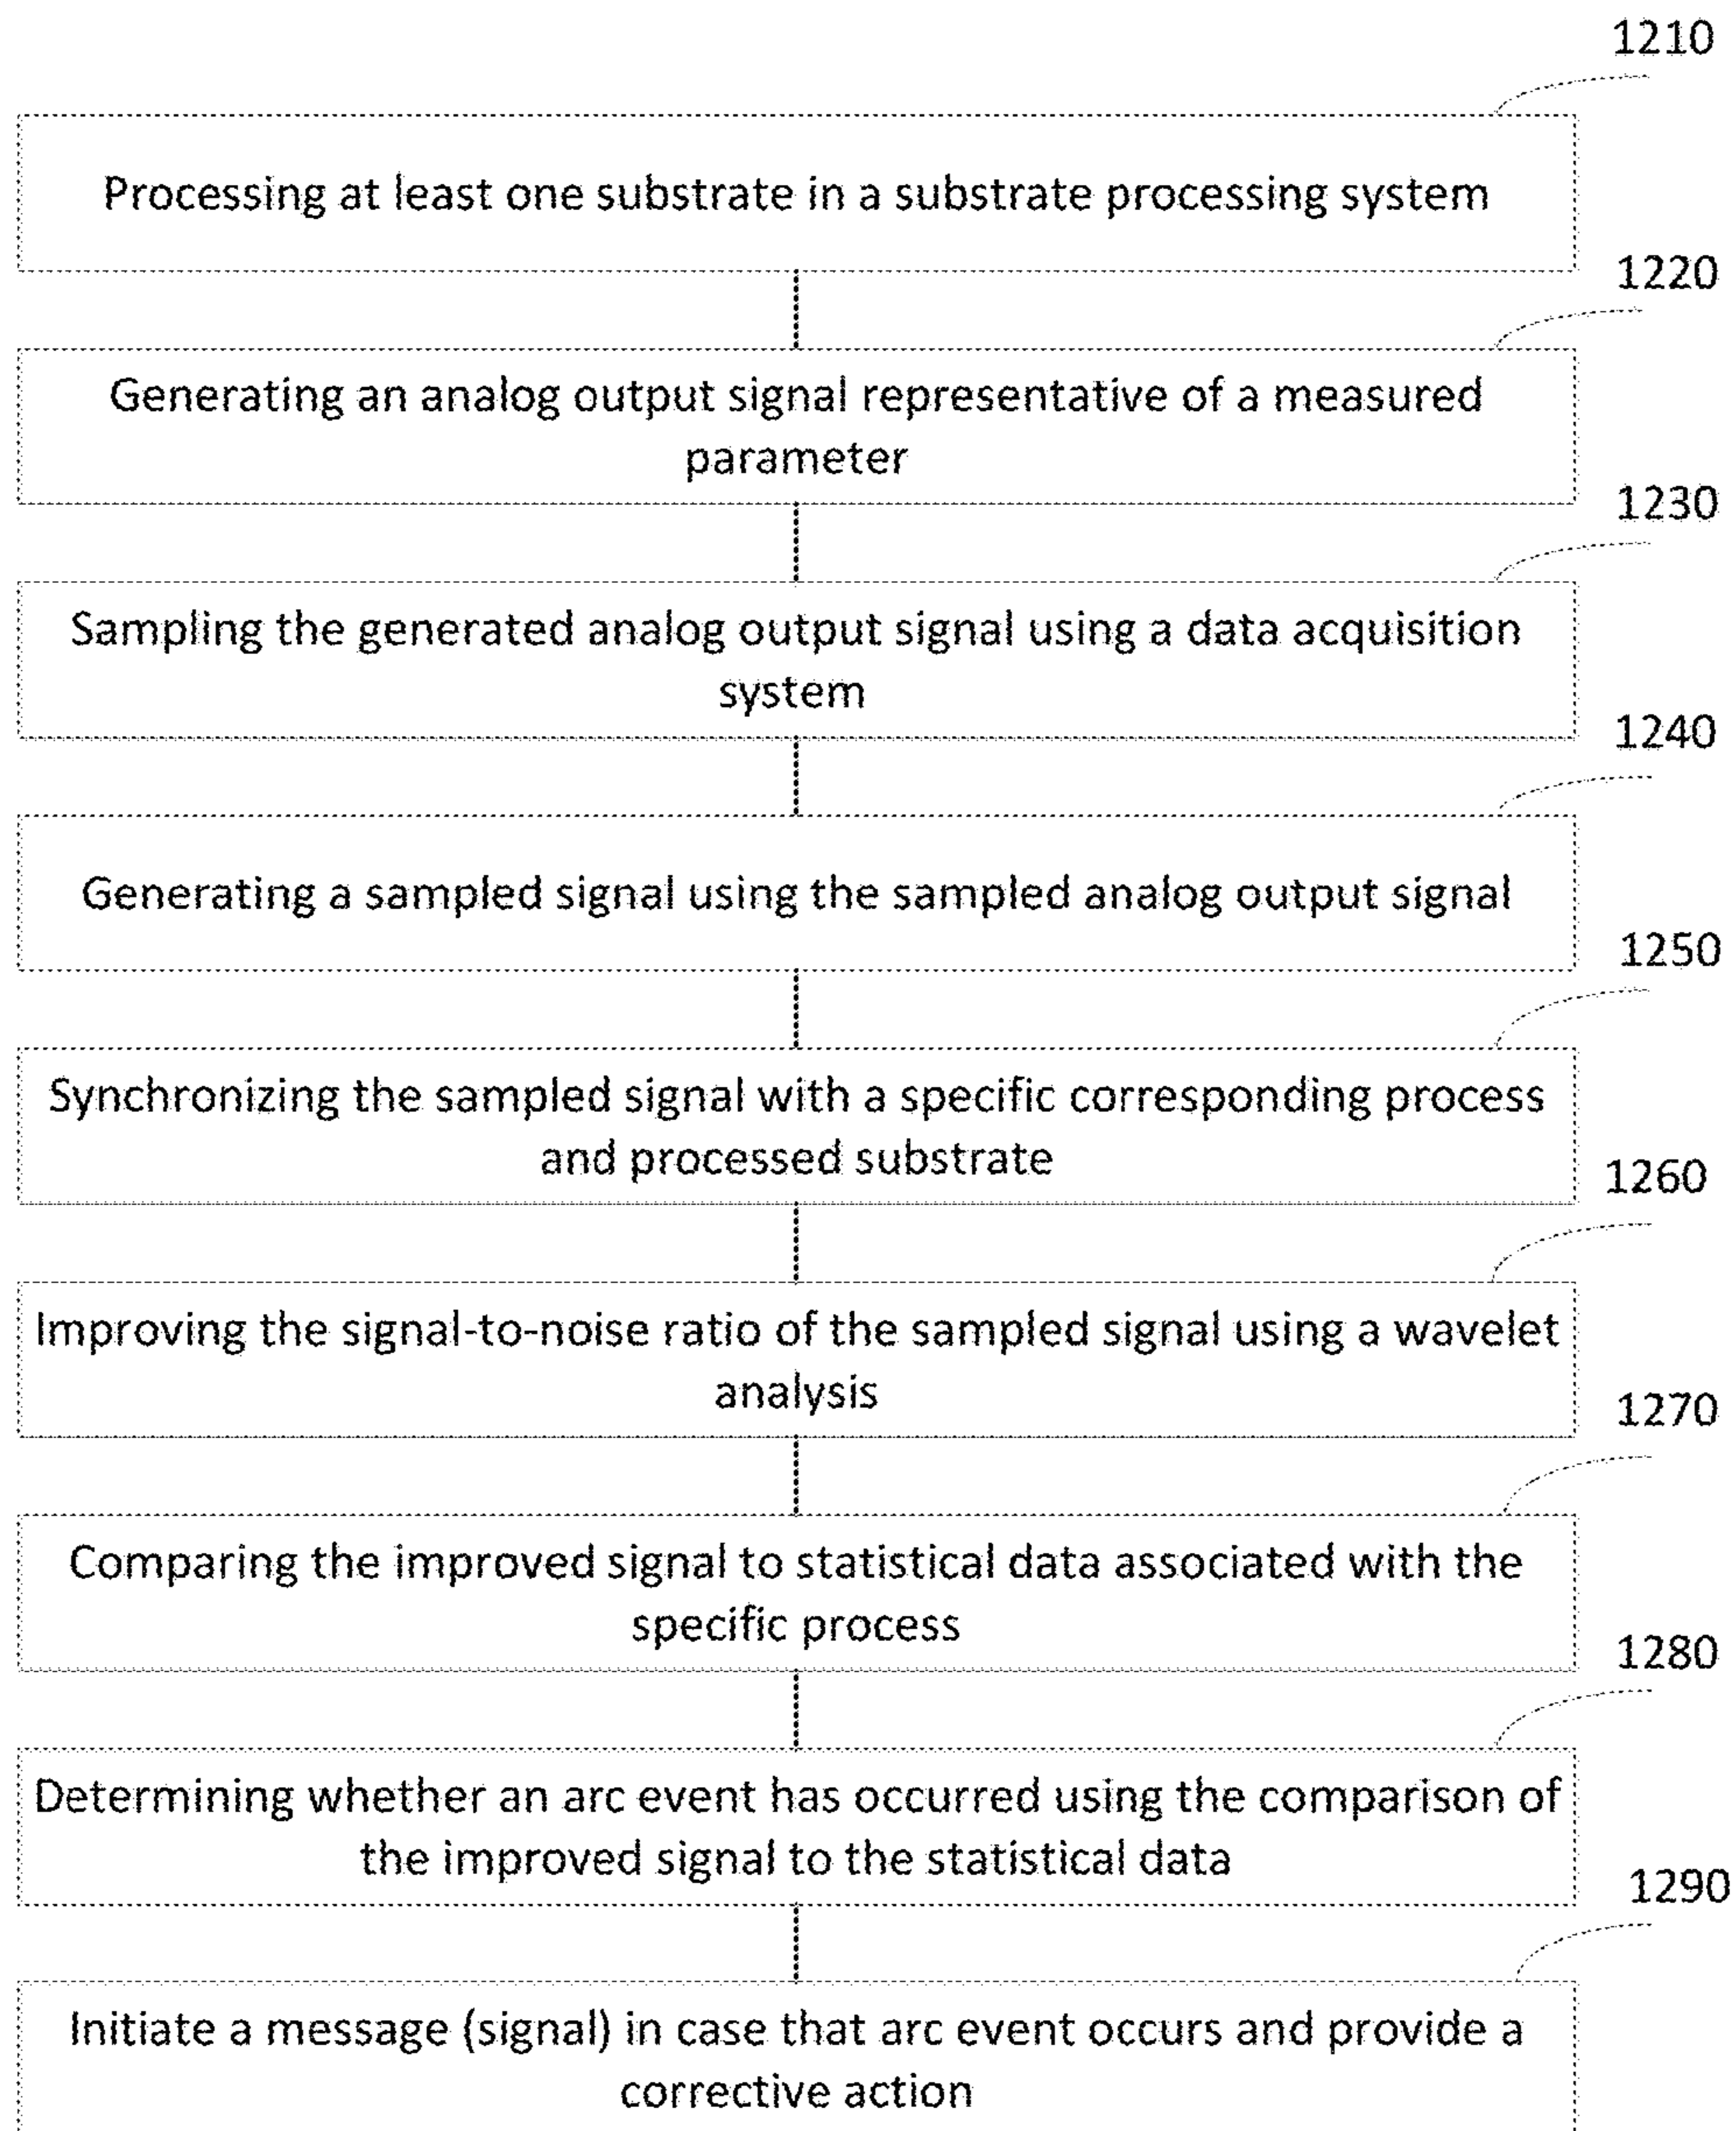 1210
Processing at least one substrate in a substrate processing system
1220
Generating an analog output signal representative of a measured
parameter
1230
Sampling the generated analog output signal using a data acquisition
system
1240
Generating a sampled signal using the sampled analog output signal
1250
Synchronizing the sampled signal with a specific corresponding process
and processed substrate
1260
Improving the signal-to-noise ratio of the sampled signal using a wavelet
analysis
1270
Comparing the improved signal to statistical data associated with the
specific process
1280
Determining whether an arc event has occurred using the comparison of
the improved signal to the statistical data
1290
Initiate a message (signal) in case that arc event occurs and provide a
corrective action